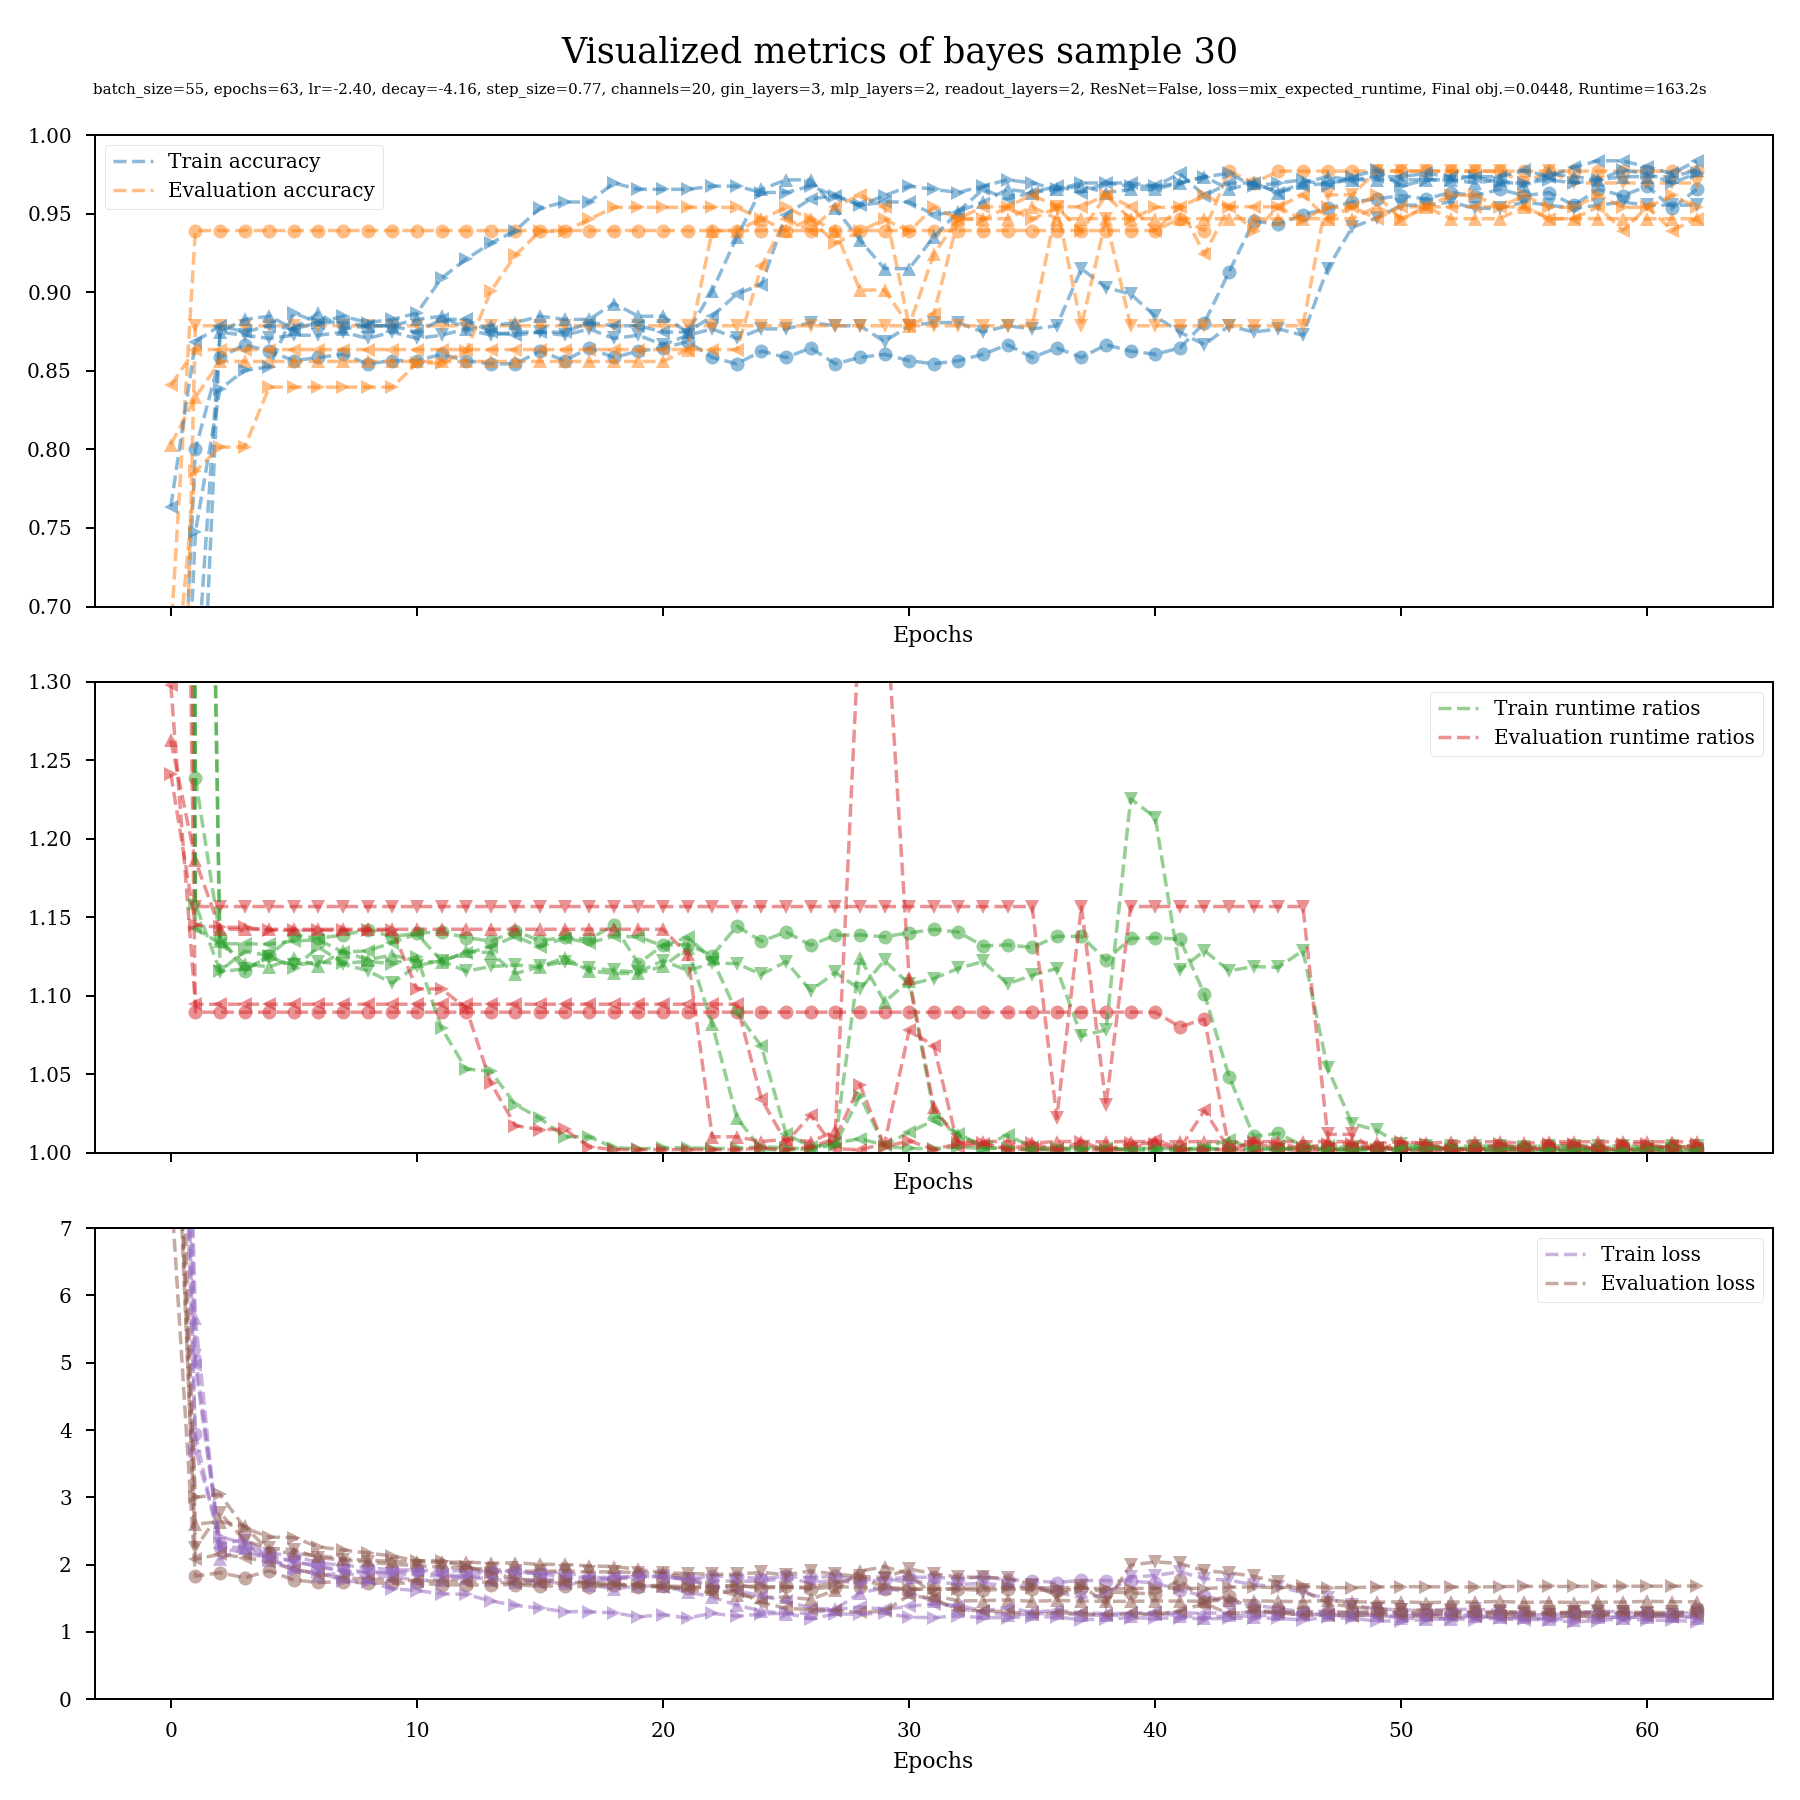 Visualized metrics of bayes sample 30
batch_size=55, epochs=63, lr=-2.40, decay=-4.16, step_size=0.77, channels=20, gin_layers=3, mlp_layers=2, readout_layers=2, ResNet=False, loss=mix_expected_runtime, Final obj.=0.0448, Runtime=163.2s
1.00
0.95
0.90
0.85
0.80
0.75
0.70
Train accuracy
Evaluation accuracy
Epochs
1.30
1.25
1.20
1.15
1.10
1.05
1.00
Train runtime ratios
Evaluation runtime ratios
Epochs
7
6
5
4
3
2
1
0
Train loss
Evaluation loss
0 10 20 30 40 50 60
Epochs